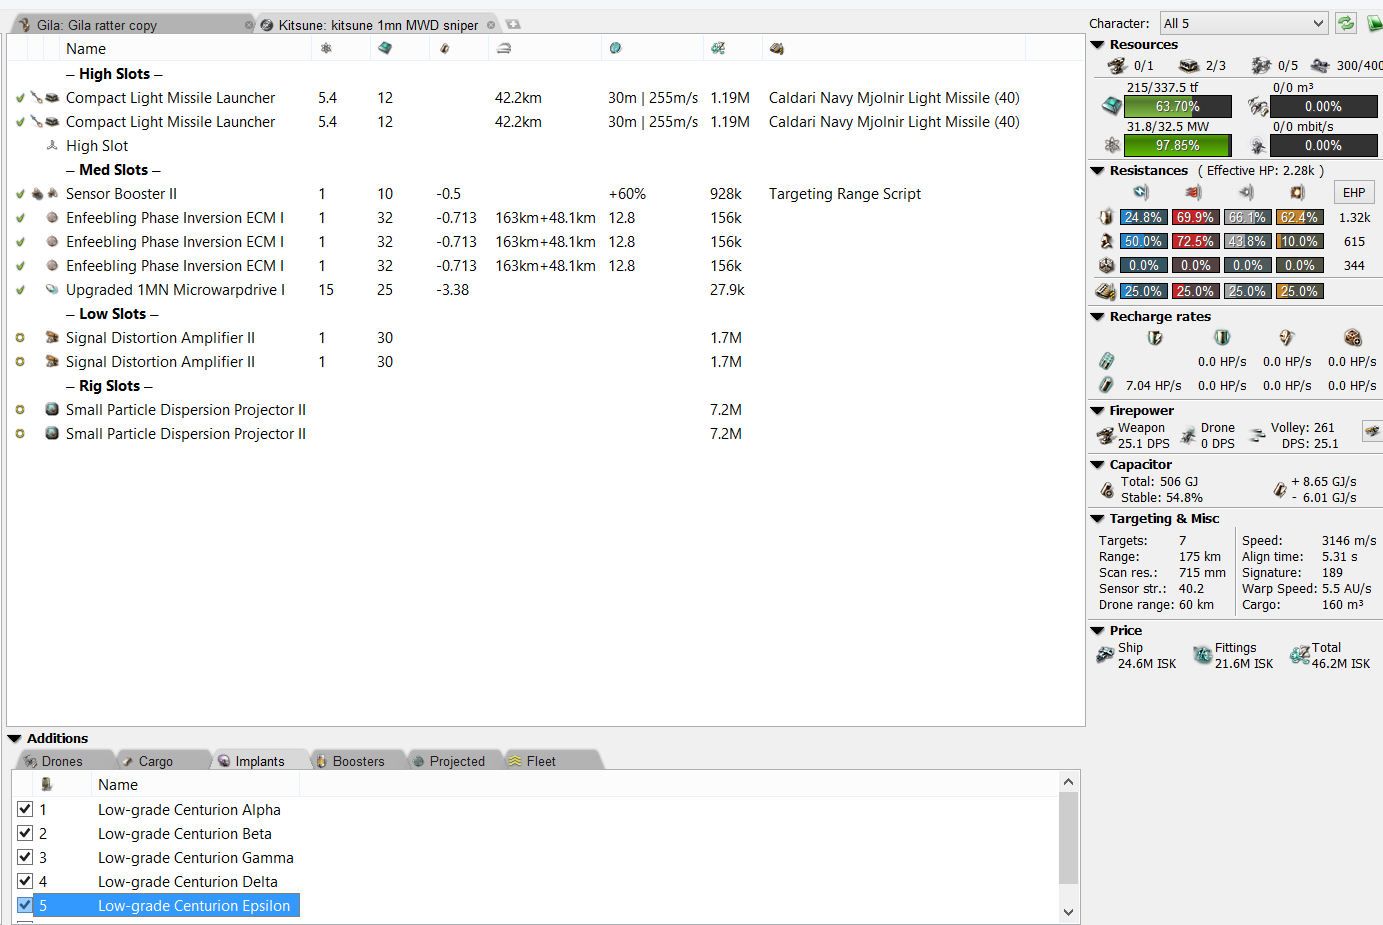 Gila: Gila ratter copy
Kitsune: kitsune 1mn MWD sniper
Name
– High Slots –
Compact Light Missile Launcher 5.4 12 42.2km 30m | 255m/s 1.19M Caldari Navy Mjolnir Light Missile (40)
Compact Light Missile Launcher 5.4 12 42.2km 30m | 255m/s 1.19M Caldari Navy Mjolnir Light Missile (40)
High Slot
– Med Slots –
Sensor Booster II 1 10 -0.5 +60% 928k Targeting Range Script
Enfeebling Phase Inversion ECM I 1 32 -0.713 163km+48.1km 12.8 156k
Enfeebling Phase Inversion ECM I 1 32 -0.713 163km+48.1km 12.8 156k
Enfeebling Phase Inversion ECM I 1 32 -0.713 163km+48.1km 12.8 156k
Upgraded 1MN Microwarpdrive I 15 25 -3.38 27.9k
– Low Slots –
Signal Distortion Amplifier II 1 30 1.7M
Signal Distortion Amplifier II 1 30 1.7M
– Rig Slots –
Small Particle Dispersion Projector II 7.2M
Small Particle Dispersion Projector II 7.2M
Additions
Drones Cargo Implants Boosters Projected Fleet
Name
1 Low-grade Centurion Alpha
2 Low-grade Centurion Beta
3 Low-grade Centurion Gamma
4 Low-grade Centurion Delta
5 Low-grade Centurion Epsilon
Character: All 5
Resources
0/1 2/3 0/5 300/400
215/337.5 tf 0/0 m³
63.70% 0.00%
31.8/32.5 MW 0/0 mbit/s
97.85% 0.00%
Resistances ( Effective HP: 2.28k )
EHP
24.8% 69.9% 66.1% 62.4% 1.32k
50.0% 72.5% 43.8% 10.0% 615
0.0% 0.0% 0.0% 0.0% 344
25.0% 25.0% 25.0% 25.0%
Recharge rates
0.0 HP/s 0.0 HP/s 0.0 HP/s
7.04 HP/s 0.0 HP/s 0.0 HP/s 0.0 HP/s
Firepower
Weapon Drone Volley: 261
25.1 DPS 0 DPS DPS: 25.1
Capacitor
Total: 506 GJ + 8.65 GJ/s
Stable: 54.8% - 6.01 GJ/s
Targeting & Misc
Targets: 7 Speed: 3146 m/s
Range: 175 km Align time: 5.31 s
Scan res.: 715 mm Signature: 189
Sensor str.: 40.2 Warp Speed: 5.5 AU/s
Drone range: 60 km Cargo: 160 m³
Price
Ship Fittings Total
24.6M ISK 21.6M ISK 46.2M ISK